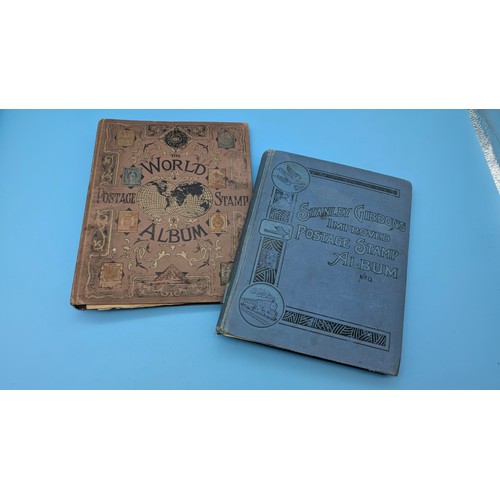 THE
WORLD
POSTAGE STAMP
ALBUM
STANLEY GIBBONS
IMPROVED
POSTAGE STAMP
ALBUM